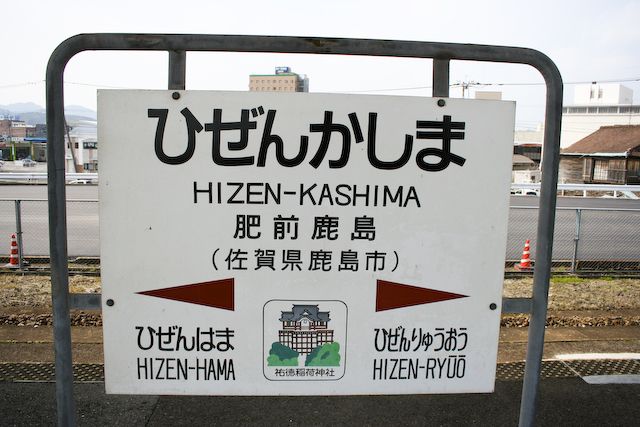 ひぜんかしま
HIZEN-KASHIMA
肥前鹿島
(佐賀県鹿島市)
ひぜんはま
HIZEN-HAMA
祐徳稲荷神社
ひぜんりゅうおう
HIZEN-RYŪŌ